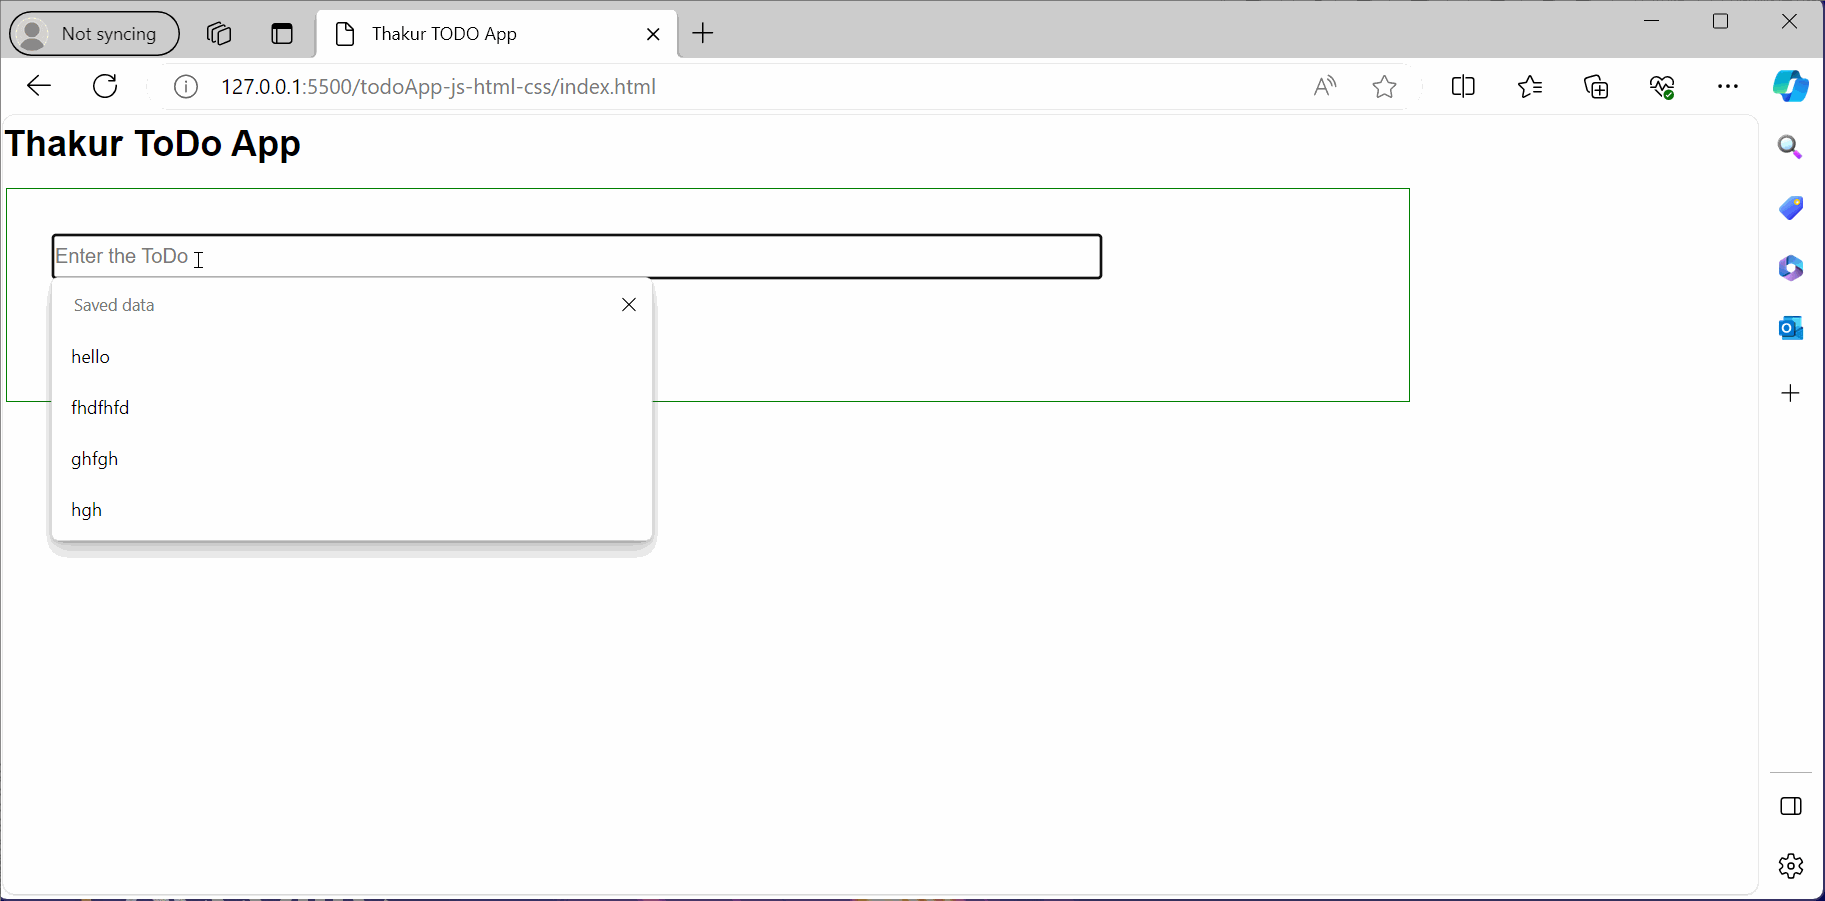 Not syncing
Thakur TODO App
127.0.0.1:5500/todoApp-js-html-css/index.html
Thakur ToDo App
Enter the ToDo
Saved data
hello
fhdfhfd
ghfgh
hgh